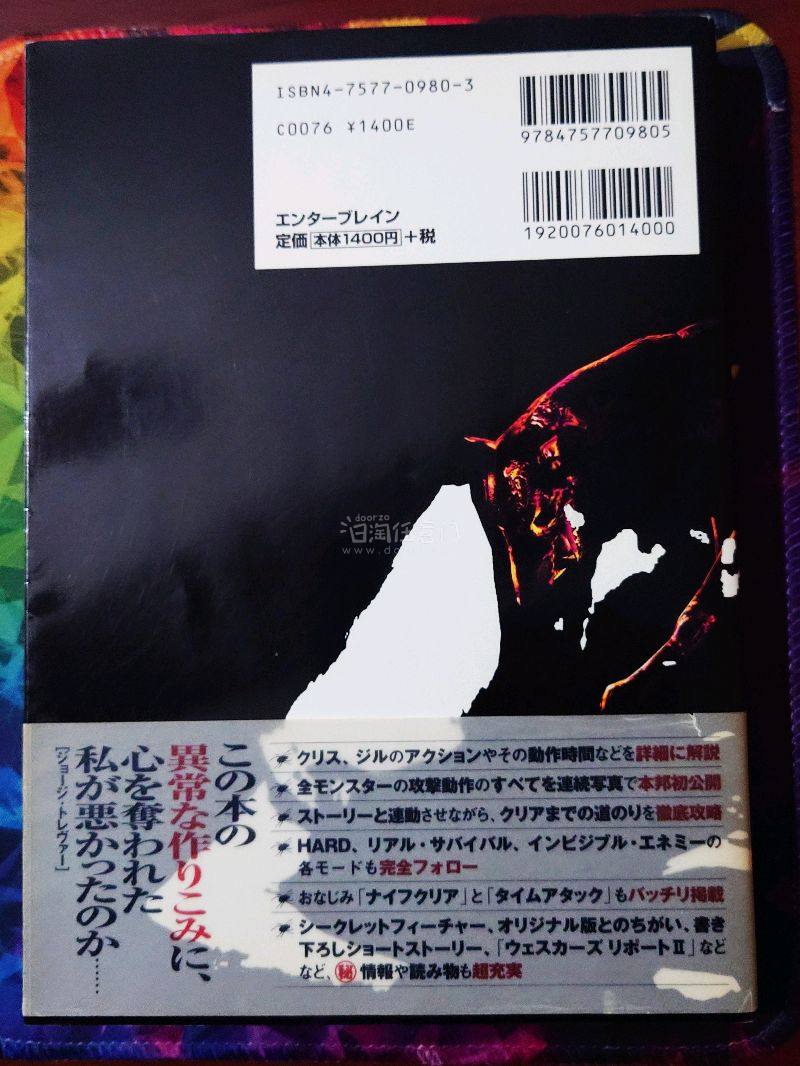 ISBN4-7577-0980-3
C0076 ¥1400E
9784757709805
エンターブレイン
定価 本体1400円 +税
1920076014000
doorzo
この本の
異常な作りこみに、
心を奪われた
私が悪かったのか……
[ジョージ・トレヴァー]
クリス、ジルのアクションやその動作時間などを詳細に解説
全モンスターの攻撃動作のすべてを連続写真で本邦初公開
ストーリーと連動させながら、クリアまでの道のりを徹底攻略
HARD、リアル・サバイバル、インビジブル・エネミーの
各モードも完全フォロー
おなじみ「ナイフクリア」と「タイムアタック」もバッチリ掲載
シークレットフィーチャー、オリジナル版とのちがい、書き
下ろしショートストーリー、「ウェスカーズ リポートⅡ」など
など、㊙情報や読み物も超充実